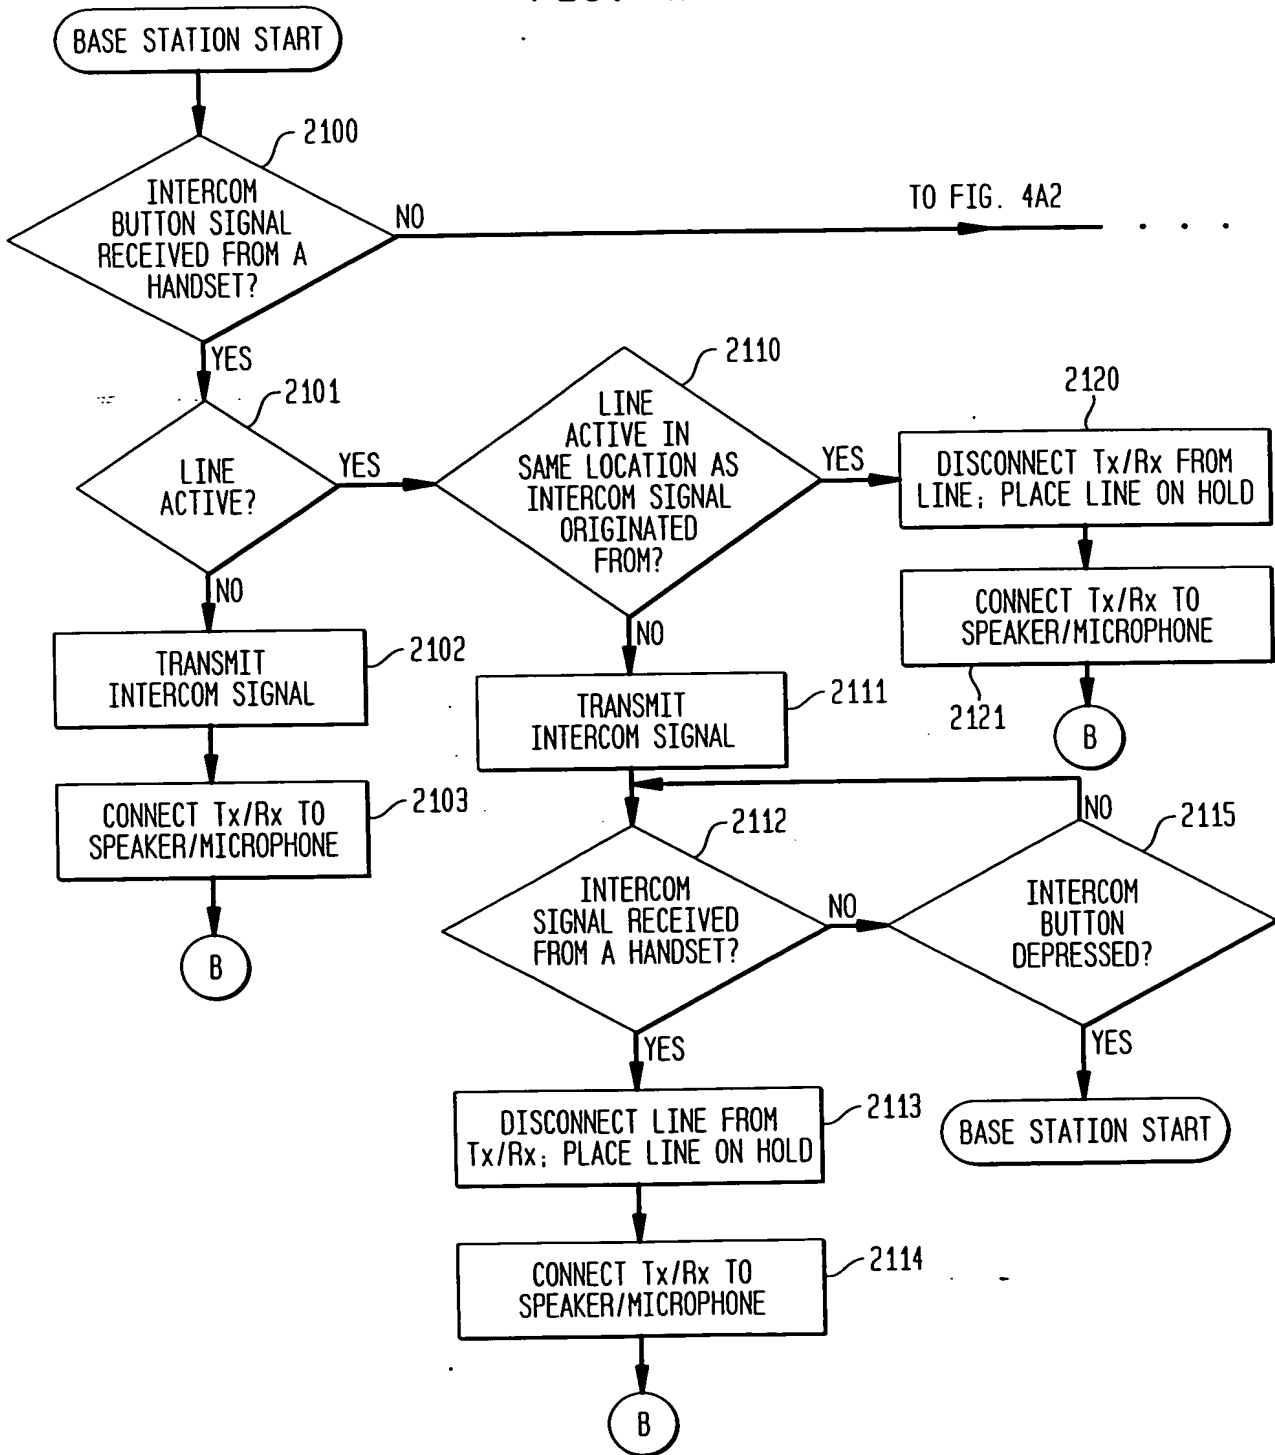 BASE STATION START
2100
INTERCOM
BUTTON SIGNAL
RECEIVED FROM A
HANDSET?
NO
TO FIG. 4A2
. . .
YES
2101
LINE
ACTIVE?
YES
NO
2110
LINE
ACTIVE IN
SAME LOCATION AS
INTERCOM SIGNAL
ORIGINATED
FROM?
YES
NO
2120
DISCONNECT Tx/Rx FROM
LINE; PLACE LINE ON HOLD
CONNECT Tx/Rx TO
SPEAKER/MICROPHONE
2121
B
2102
TRANSMIT
INTERCOM SIGNAL
2103
CONNECT Tx/Rx TO
SPEAKER/MICROPHONE
B
2111
TRANSMIT
INTERCOM SIGNAL
2112
INTERCOM
SIGNAL RECEIVED
FROM A HANDSET?
NO
YES
2115
NO
INTERCOM
BUTTON
DEPRESSED?
YES
BASE STATION START
2113
DISCONNECT LINE FROM
Tx/Rx; PLACE LINE ON HOLD
2114
CONNECT Tx/Rx TO
SPEAKER/MICROPHONE
B